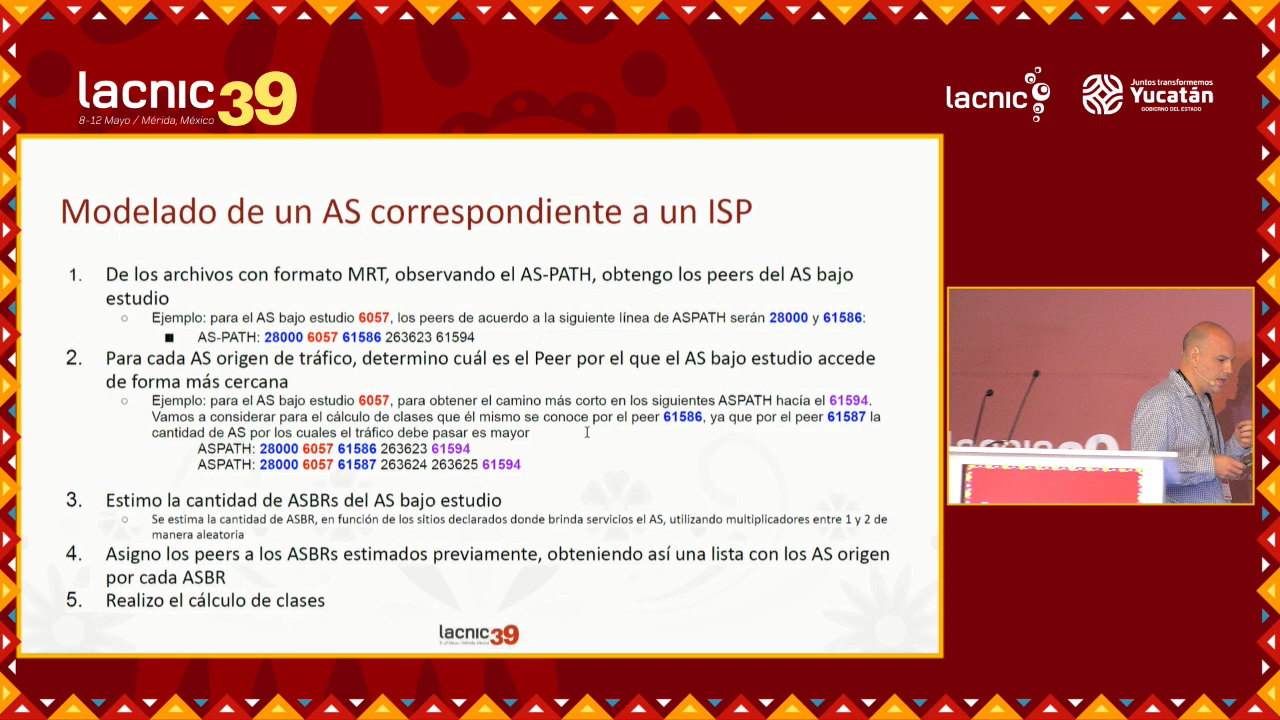 lacnic39
8-12 Mayo / Mérida, México
lacnic
Juntos transformemos
Yucatán
GOBIERNO DEL ESTADO
Modelado de un AS correspondiente a un ISP
1. De los archivos con formato MRT, observando el AS-PATH, obtengo los peers del AS bajo
estudio
○ Ejemplo: para el AS bajo estudio 6057, los peers de acuerdo a la siguiente línea de ASPATH serán 28000 y 61586:
■ AS-PATH: 28000 6057 61586 263623 61594
2. Para cada AS origen de tráfico, determino cuál es el Peer por el que el AS bajo estudio accede
de forma más cercana
○ Ejemplo: para el AS bajo estudio 6057, para obtener el camino más corto en los siguientes ASPATH hacía el 61594.
Vamos a considerar para el cálculo de clases que él mismo se conoce por el peer 61586, ya que por el peer 61587 la
cantidad de AS por los cuales el tráfico debe pasar es mayor
ASPATH: 28000 6057 61586 263623 61594
ASPATH: 28000 6057 61587 263624 263625 61594
3. Estimo la cantidad de ASBRs del AS bajo estudio
○ Se estima la cantidad de ASBR, en función de los sitios declarados donde brinda servicios el AS, utilizando multiplicadores entre 1 y 2 de
manera aleatoria
4. Asigno los peers a los ASBRs estimados previamente, obteniendo así una lista con los AS origen
por cada ASBR
5. Realizo el cálculo de clases
lacnic39